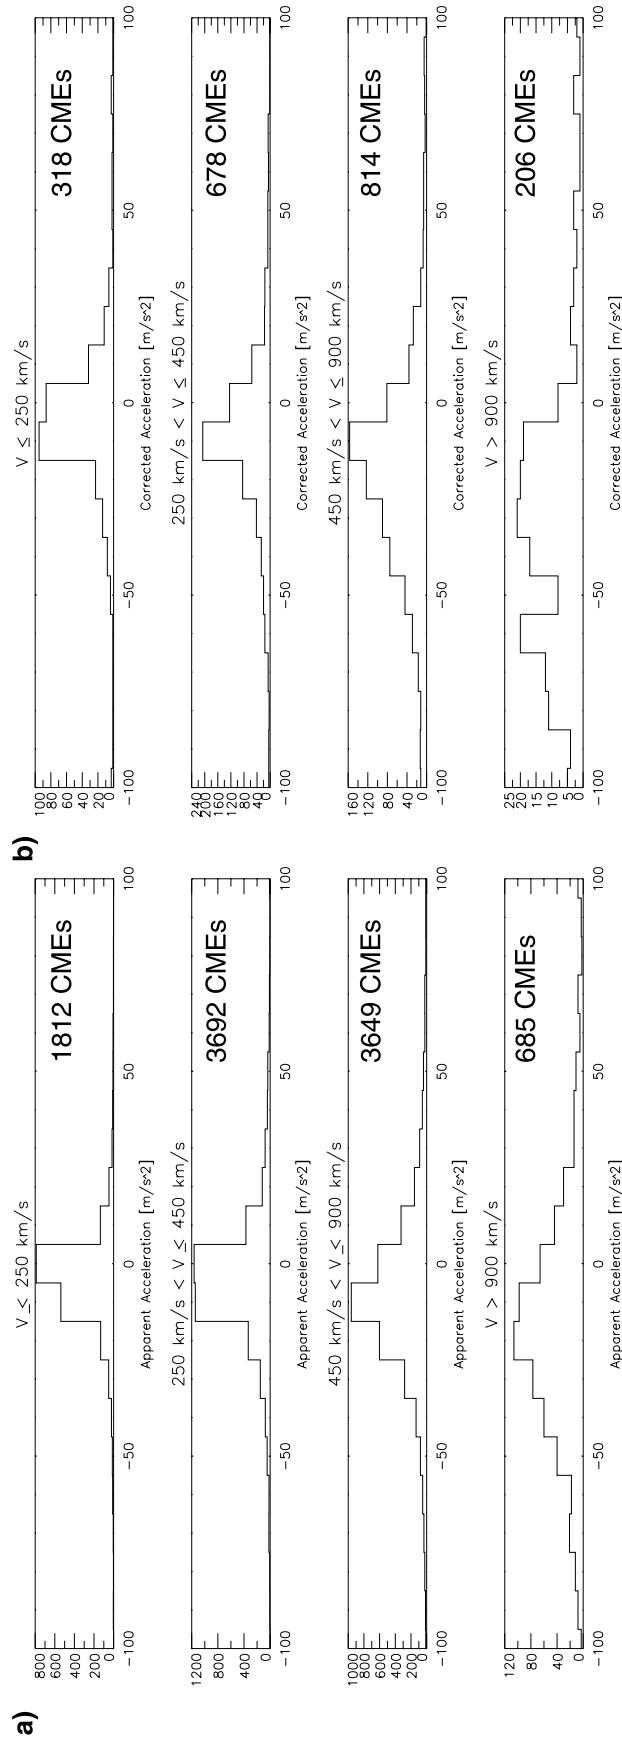 a)
V ≤ 250 km/s
1812 CMEs
800
600
400
200
0
−100 −50 0 50 100
Apparent Acceleration [m/s^2]
250 km/s < V ≤ 450 km/s
3692 CMEs
1200
800
400
0
−100 −50 0 50 100
Apparent Acceleration [m/s^2]
450 km/s < V ≤ 900 km/s
3649 CMEs
1000
800
600
400
200
0
−100 −50 0 50 100
Apparent Acceleration [m/s^2]
V > 900 km/s
685 CMEs
120
80
40
0
−100 −50 0 50 100
Apparent Acceleration [m/s^2]
b)
V ≤ 250 km/s
318 CMEs
100
80
60
40
20
0
−100 −50 0 50 100
Corrected Acceleration [m/s^2]
250 km/s < V ≤ 450 km/s
678 CMEs
240
200
160
120
80
40
0
−100 −50 0 50 100
Corrected Acceleration [m/s^2]
450 km/s < V ≤ 900 km/s
814 CMEs
160
120
80
40
0
−100 −50 0 50 100
Corrected Acceleration [m/s^2]
V > 900 km/s
206 CMEs
25
20
15
10
5
0
−100 −50 0 50 100
Corrected Acceleration [m/s^2]